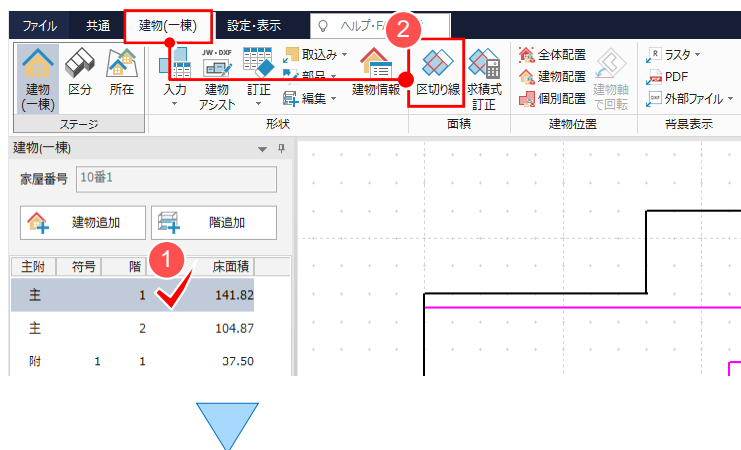 ファイル 共通 建物(一棟) 設定・表示 ヘルプ・F
2
建物
(一棟)
区分
所在
ステージ
入力
JW・DXF
建物
アシスト
訂正
取込み
部品
編集
建物情報
形状
区切り線
求積式
訂正
面積
全体配置
建物配置
個別配置
建物軸
で回転
建物位置
ラスタ
PDF
外部ファイル
背景表示
建物(一棟)
家屋番号 10番1
建物追加 階追加
1
主附 符号 階 床面積
主 1 141.82
主 2 104.87
附 1 1 37.50